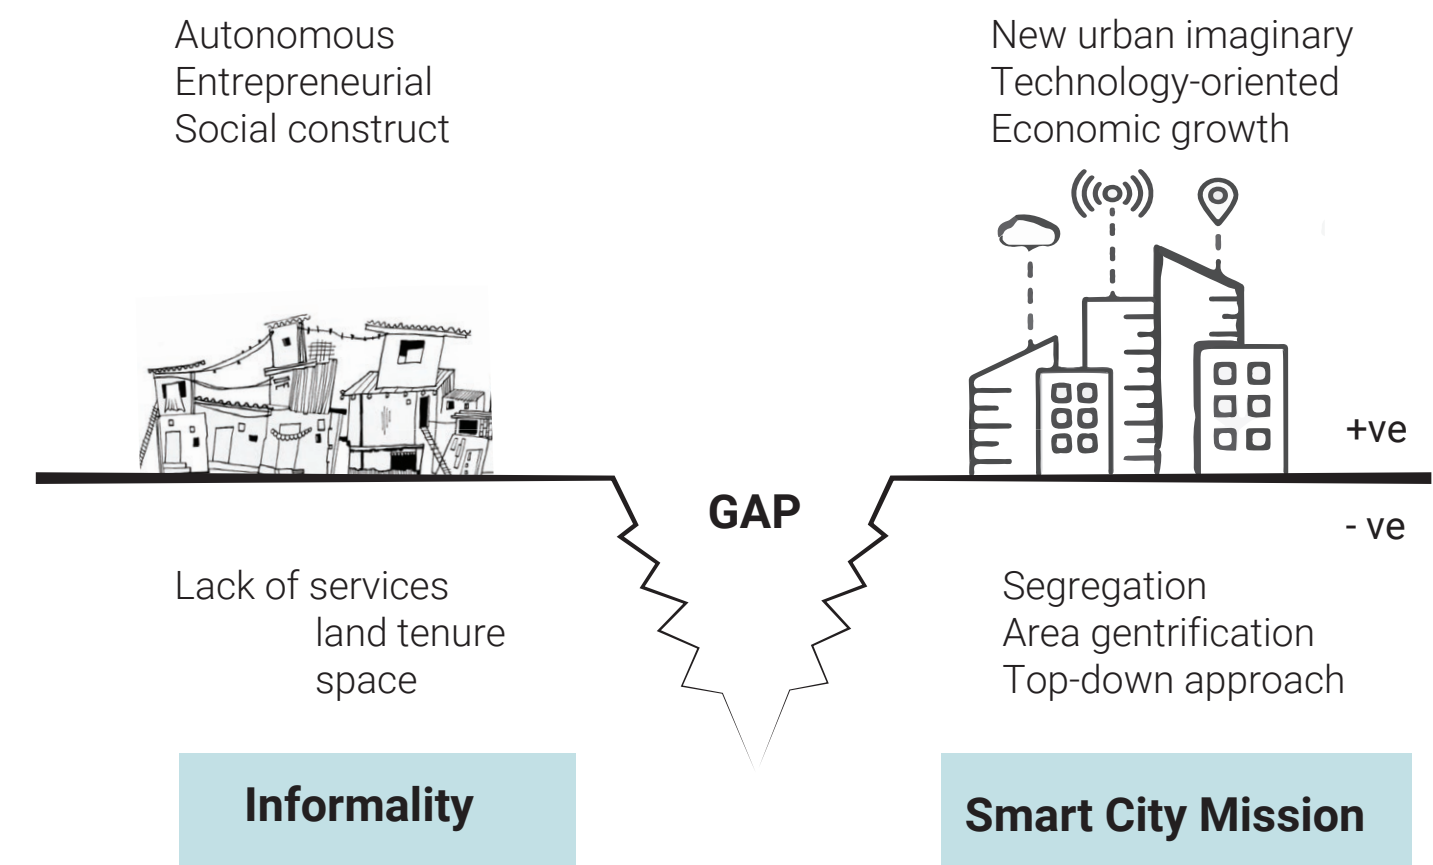 Autonomous
Entrepreneurial
Social construct
New urban imaginary
Technology-oriented
Economic growth
+ve
GAP
- ve
Lack of services
land tenure
space
Segregation
Area gentrification
Top-down approach
Informality
Smart City Mission